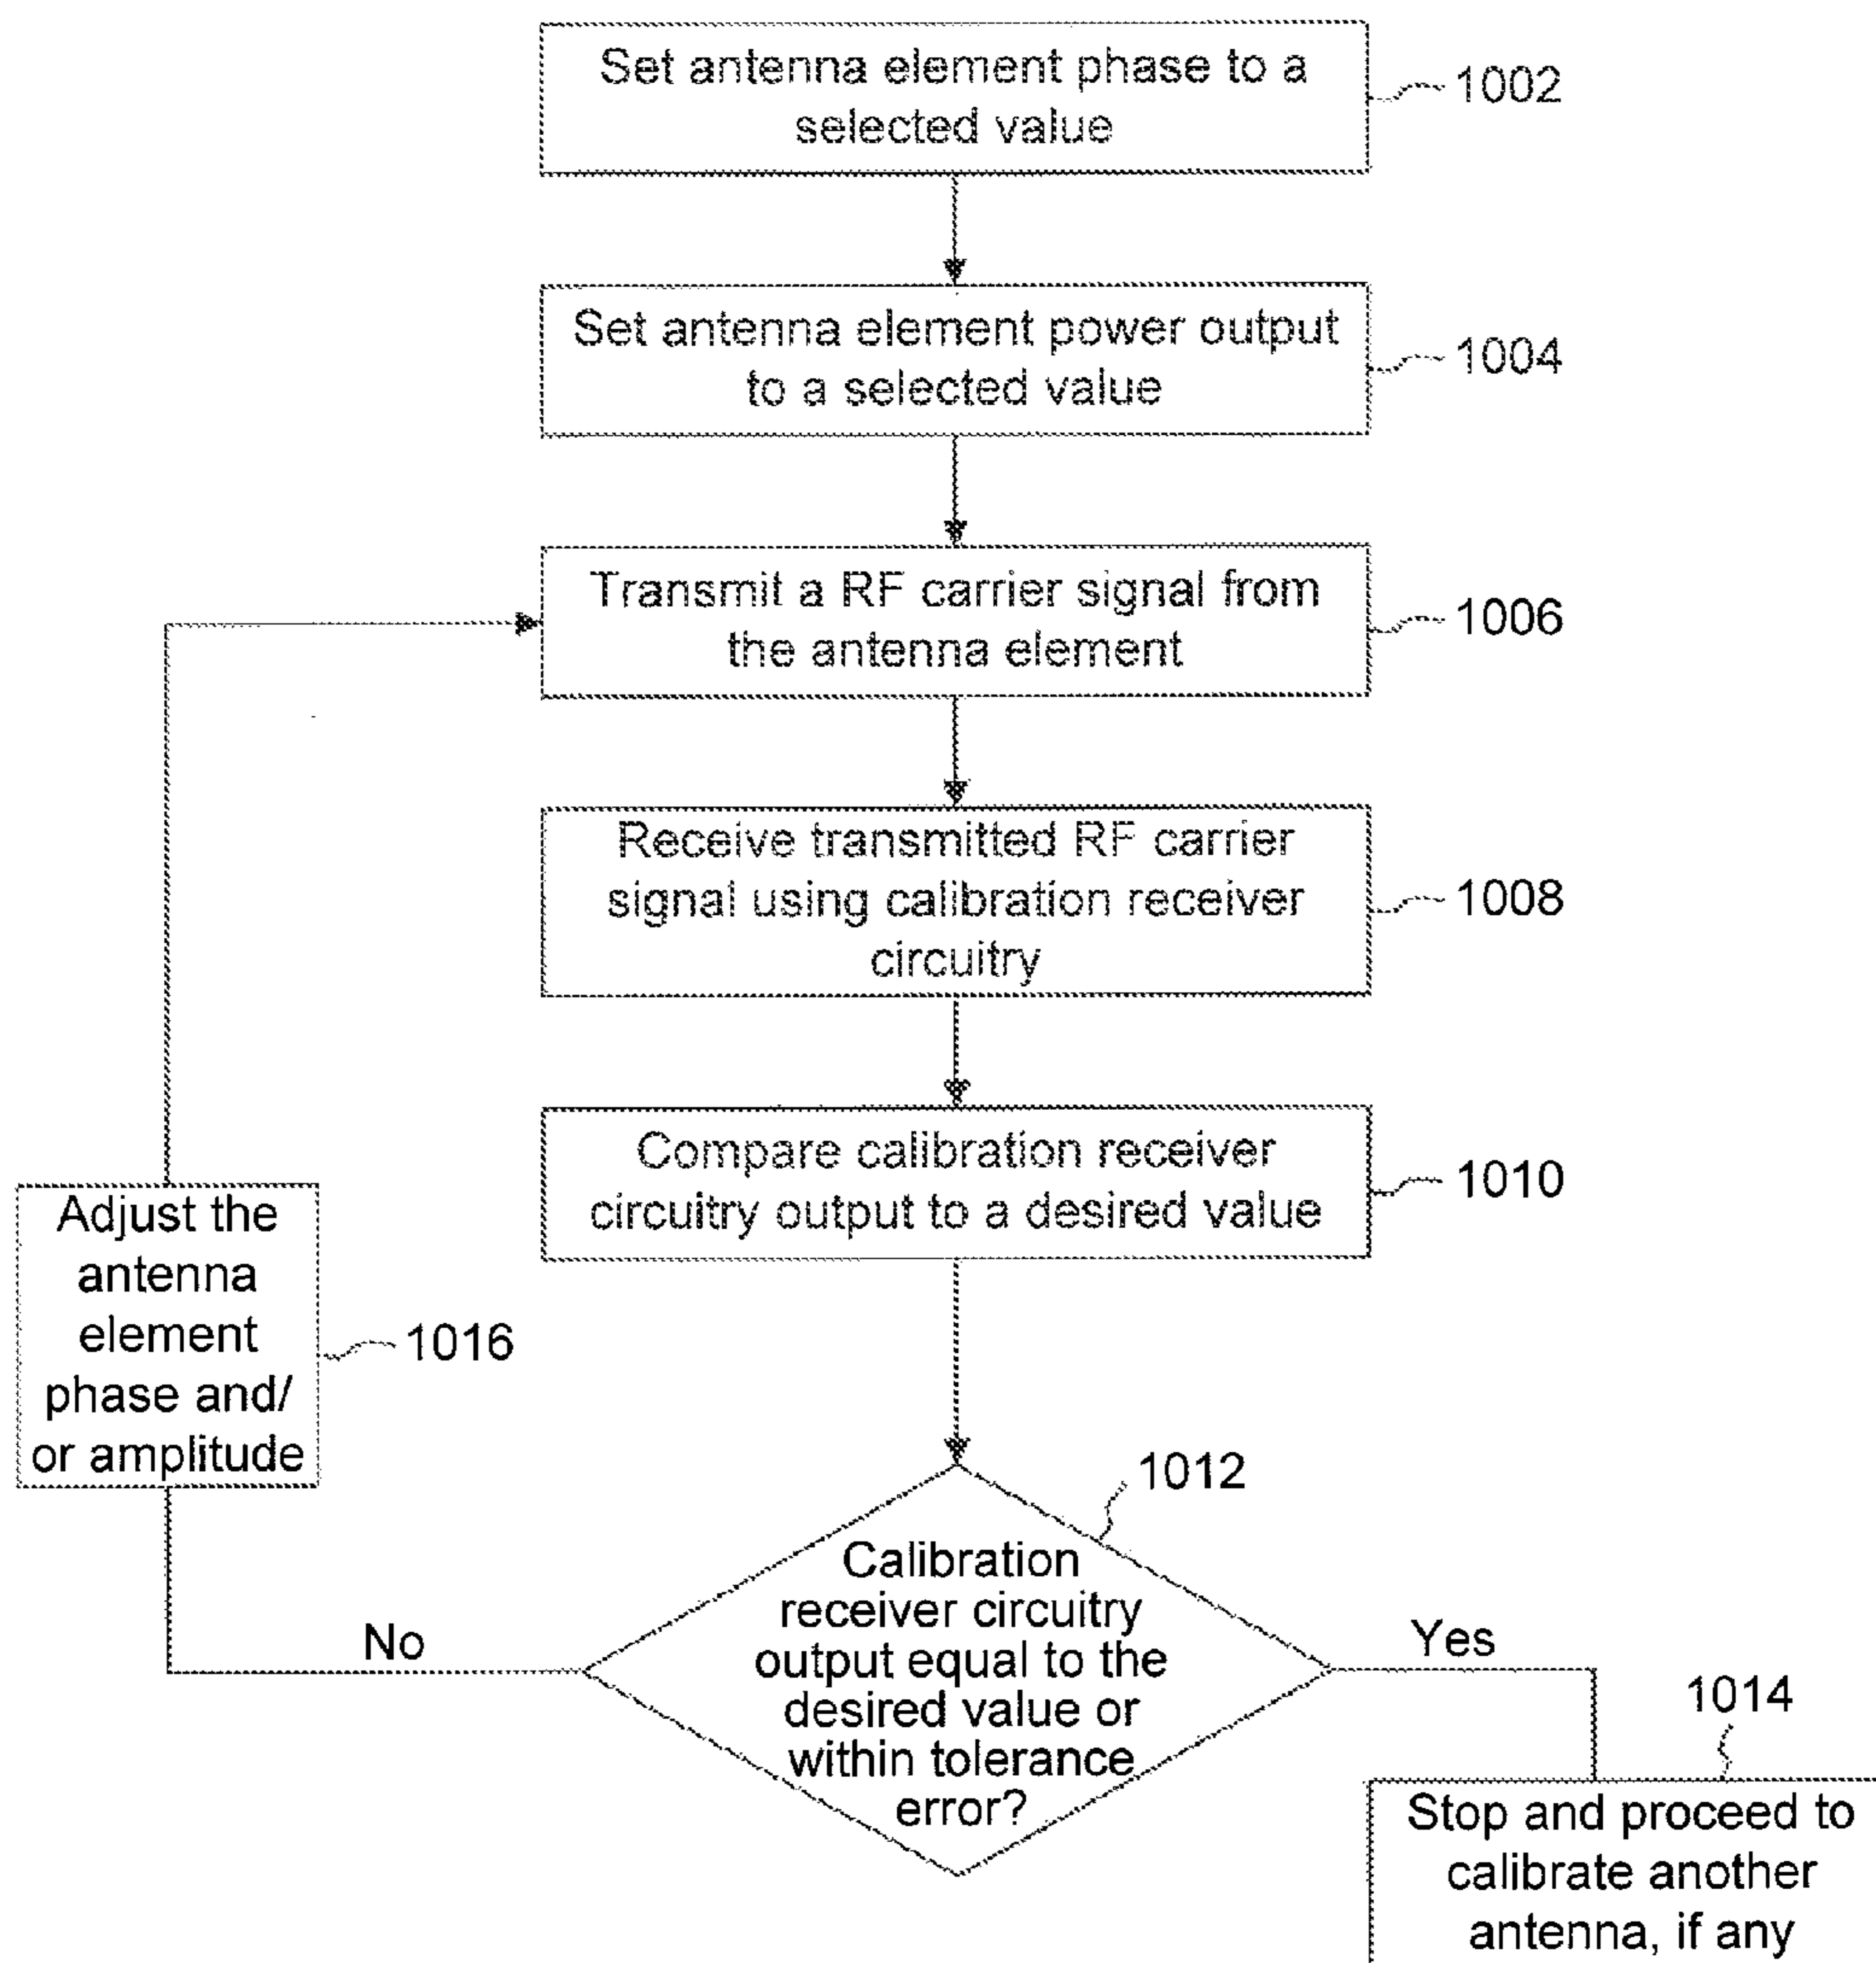 Set antenna element phase to a
selected value
1002
Set antenna element power output
to a selected value
1004
Transmit a RF carrier signal from
the antenna element
1006
Receive transmitted RF carrier
signal using calibration receiver
circuitry
1008
Compare calibration receiver
circuitry output to a desired value
1010
Adjust the
antenna
element
phase and/
or amplitude
1016
1012
Calibration
receiver circuitry
output equal to the
desired value or
within tolerance
error?
No
Yes
1014
Stop and proceed to
calibrate another
antenna, if any